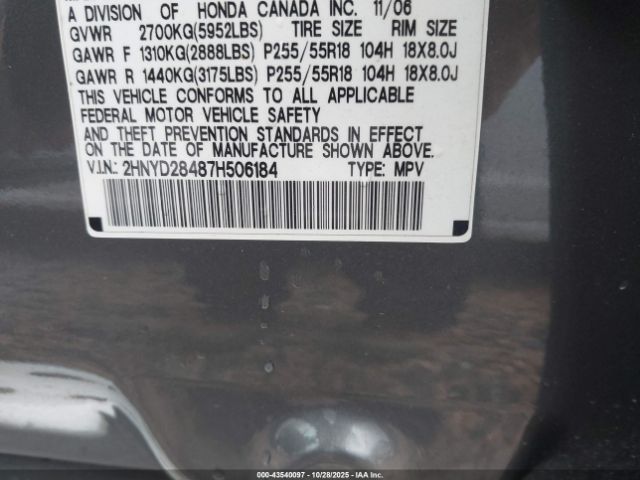 A DIVISION OF HONDA CANADA INC. 11/06
GVWR 2700KG(5952LBS) TIRE SIZE RIM SIZE
GAWR F 1310KG(2888LBS) P255/55R18 104H 18X8.0J
GAWR R 1440KG(3175LBS) P255/55R18 104H 18X8.0J
THIS VEHICLE CONFORMS TO ALL APPLICABLE
FEDERAL MOTOR VEHICLE SAFETY
AND THEFT PREVENTION STANDARDS IN EFFECT
ON THE DATE OF MANUFACTURE SHOWN ABOVE.
V.I.N.: 2HNYD28487H506184 TYPE: MPV
000-43540097 - 10/28/2025 - IAAI.COM